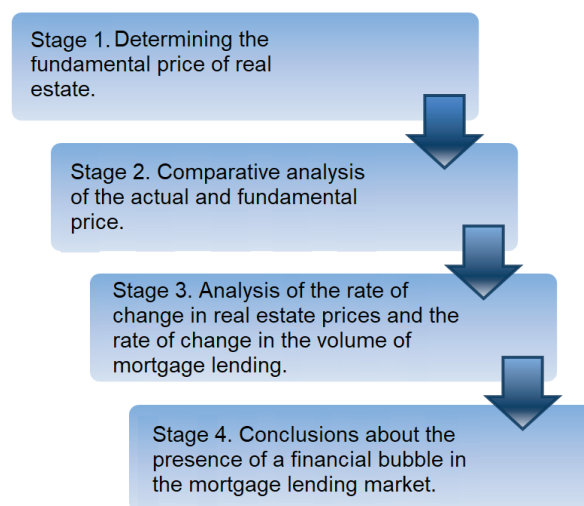 Stage 1. Determining the
fundamental price of real
estate.
Stage 2. Comparative analysis
of the actual and fundamental
price.
Stage 3. Analysis of the rate of
change in real estate prices and the
rate of change in the volume of
mortgage lending.
Stage 4. Conclusions about the
presence of a financial bubble in
the mortgage lending market.